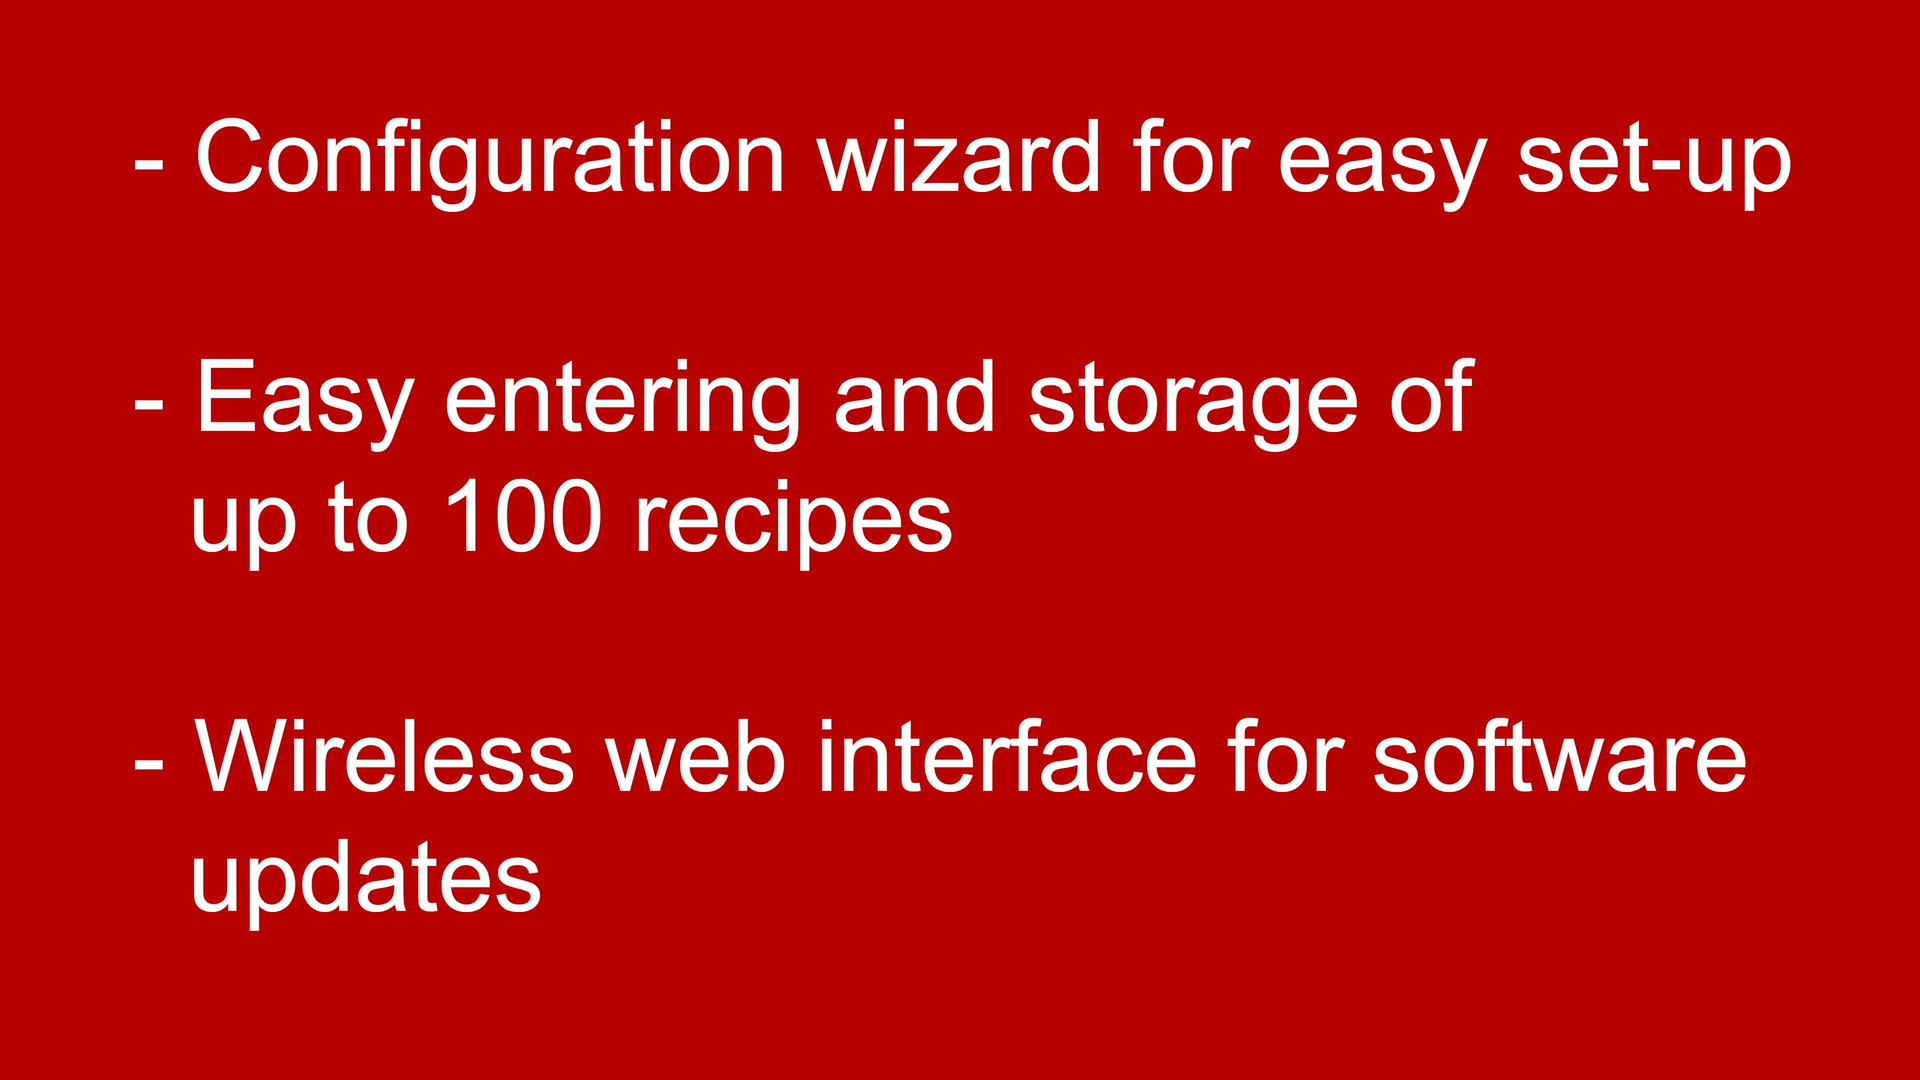 - Configuration wizard for easy set-up
- Easy entering and storage of
up to 100 recipes
- Wireless web interface for software
updates